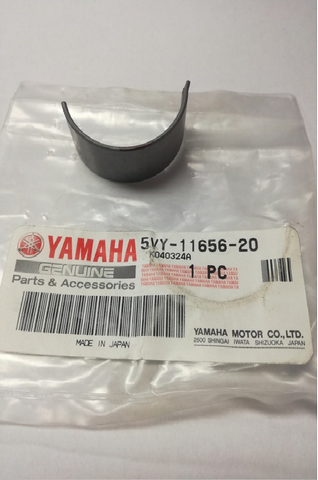 YAMAHA
GENUINE
Parts & Accessories
5VY-11656-20
K040324A
1 PC
MADE IN JAPAN
YAMAHA MOTOR CO.,LTD.
2500 SHINGAI IWATA SHIZUOKA JAPAN